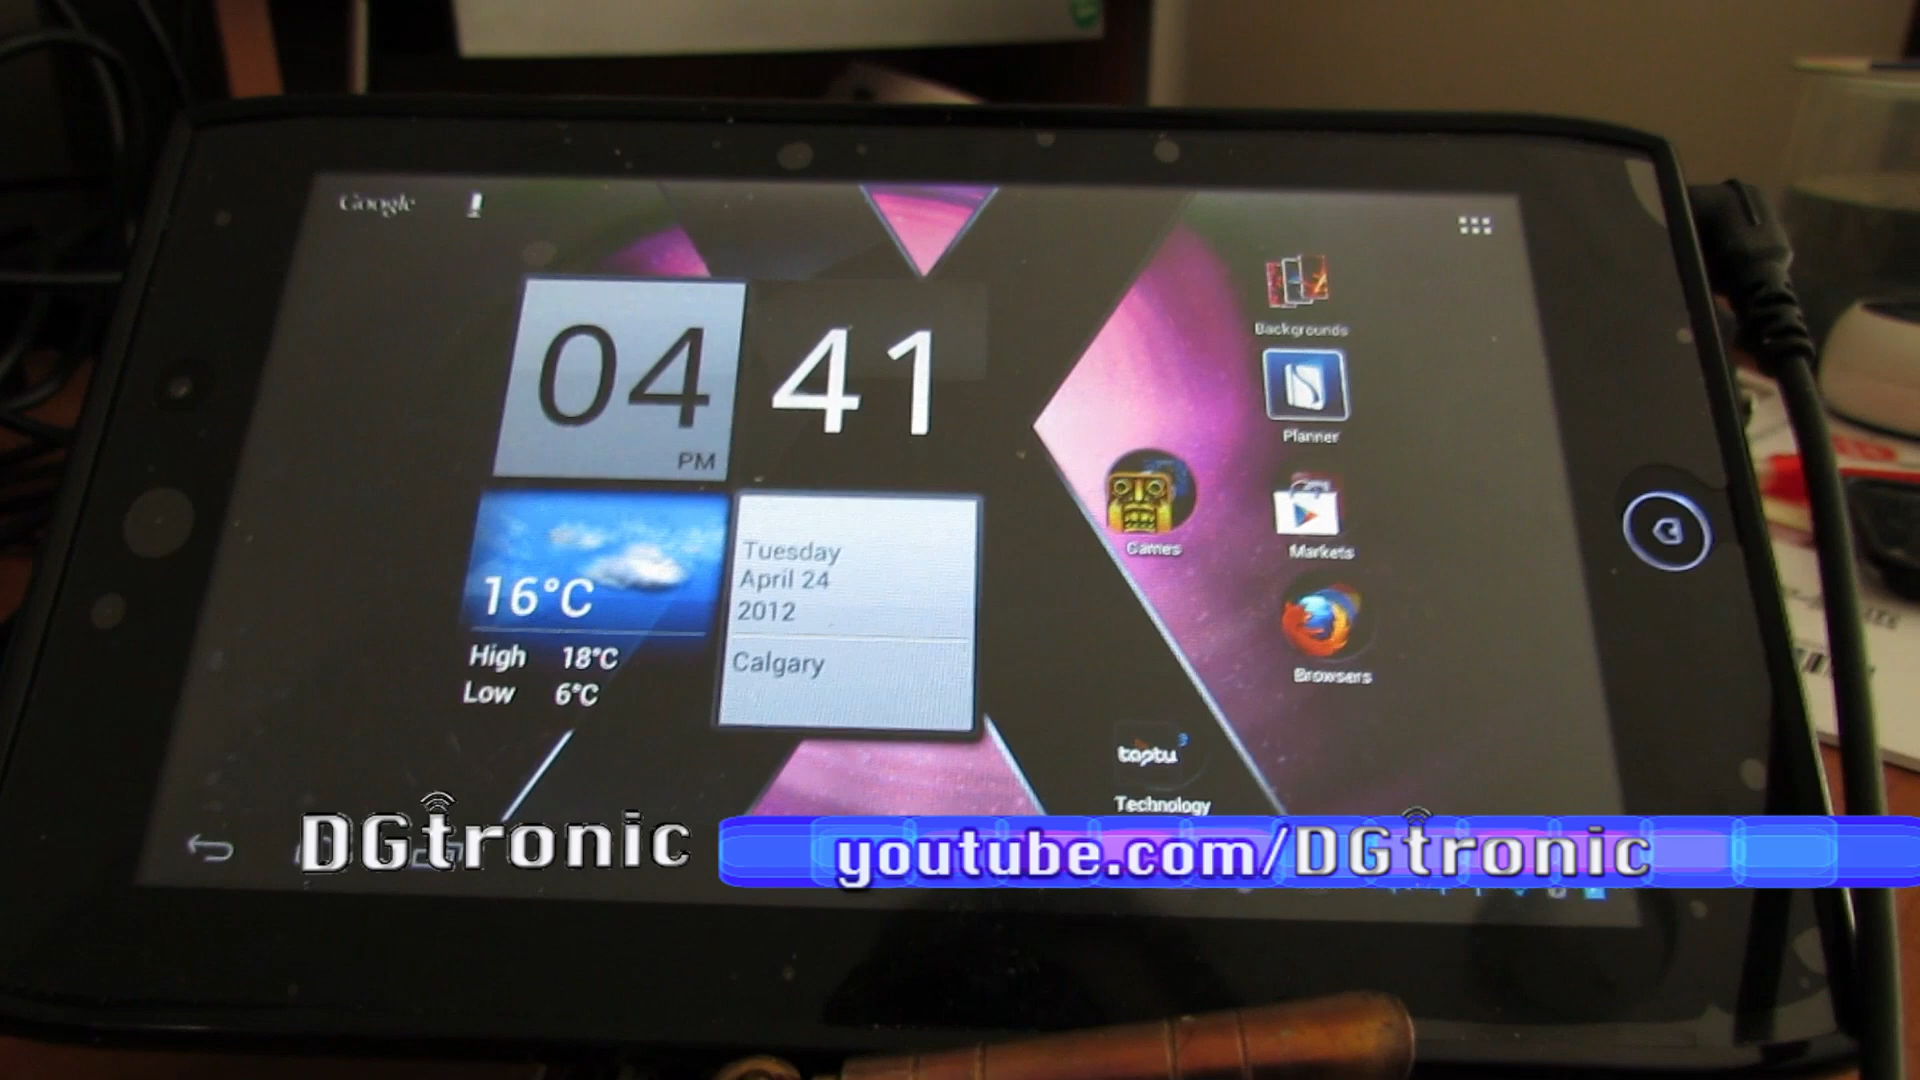 Google
Backgrounds
04
PM
41
Planner
Games
Markets
16°C
High 18°C
Low 6°C
Tuesday
April 24
2012
Calgary
Browsers
taptu
Technology
DGtronic
youtube.com/DGtronic